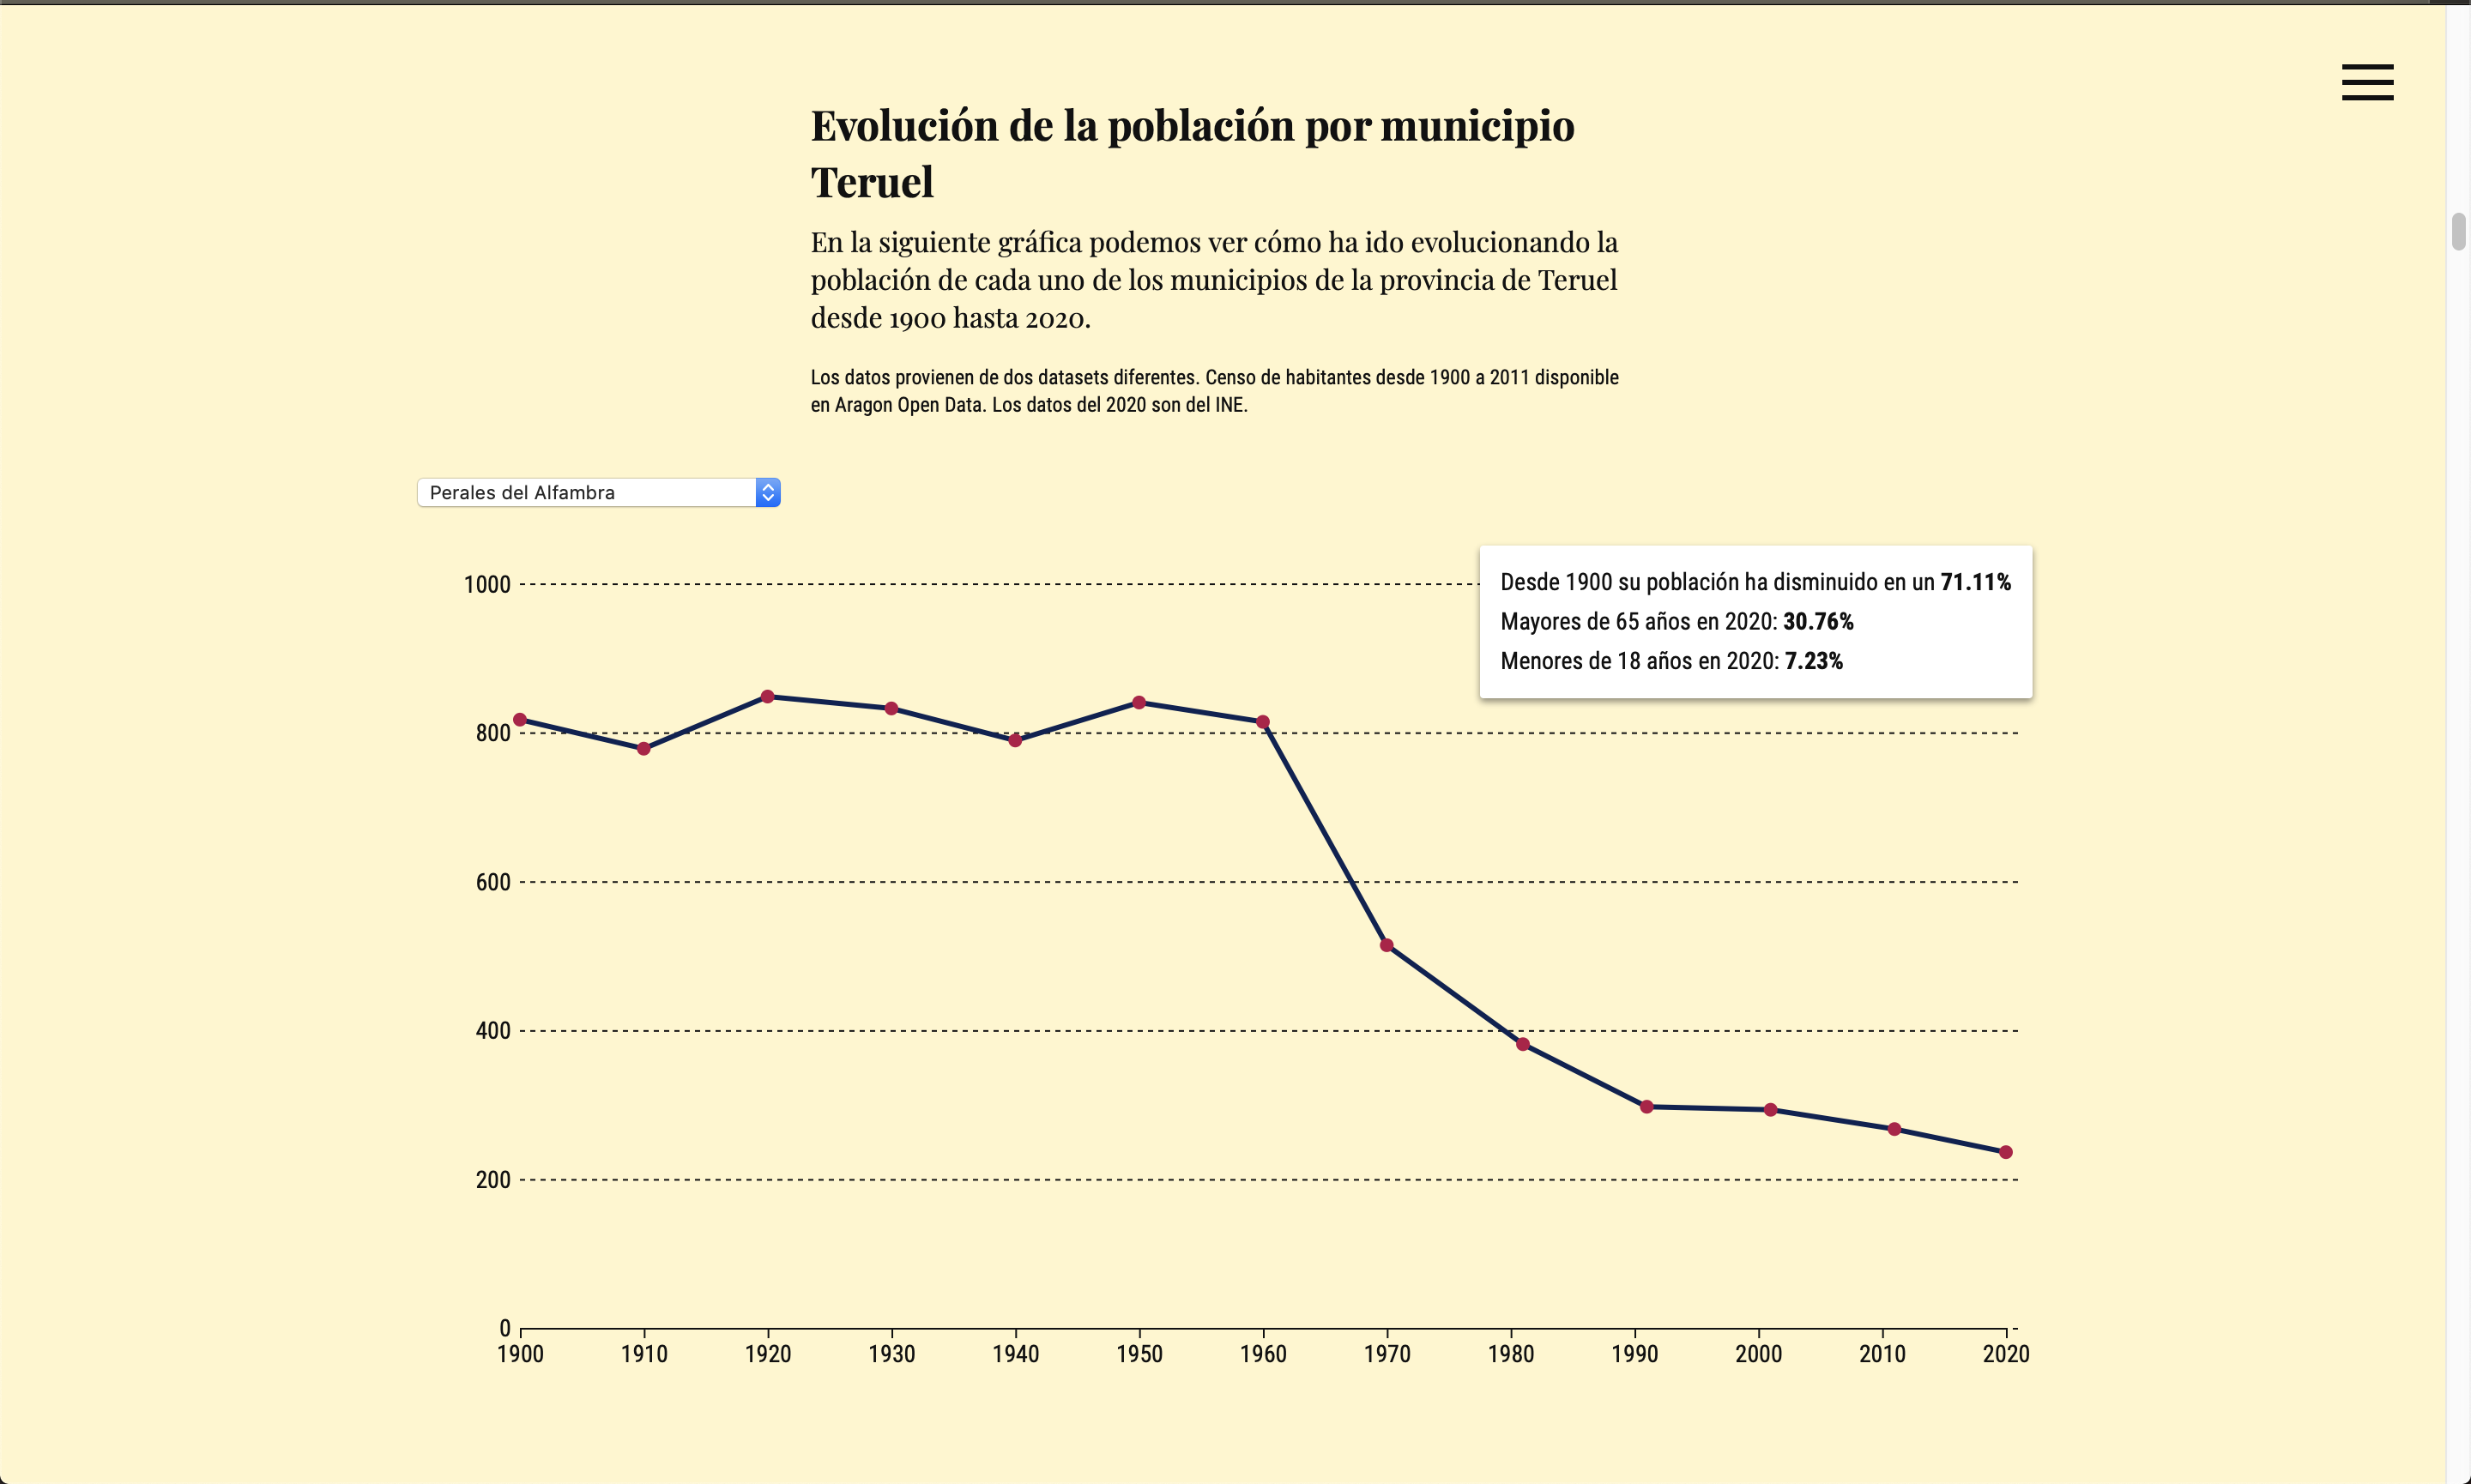 Evolución de la población por municipio
Teruel
En la siguiente gráfica podemos ver cómo ha ido evolucionando la
población de cada uno de los municipios de la provincia de Teruel
desde 1900 hasta 2020.
Los datos provienen de dos datasets diferentes. Censo de habitantes desde 1900 a 2011 disponible
en Aragon Open Data. Los datos del 2020 son del INE.
Perales del Alfambra
Desde 1900 su población ha disminuido en un 71.11%
Mayores de 65 años en 2020: 30.76%
Menores de 18 años en 2020: 7.23%
1000
800
600
400
200
0
1900 1910 1920 1930 1940 1950 1960 1970 1980 1990 2000 2010 2020